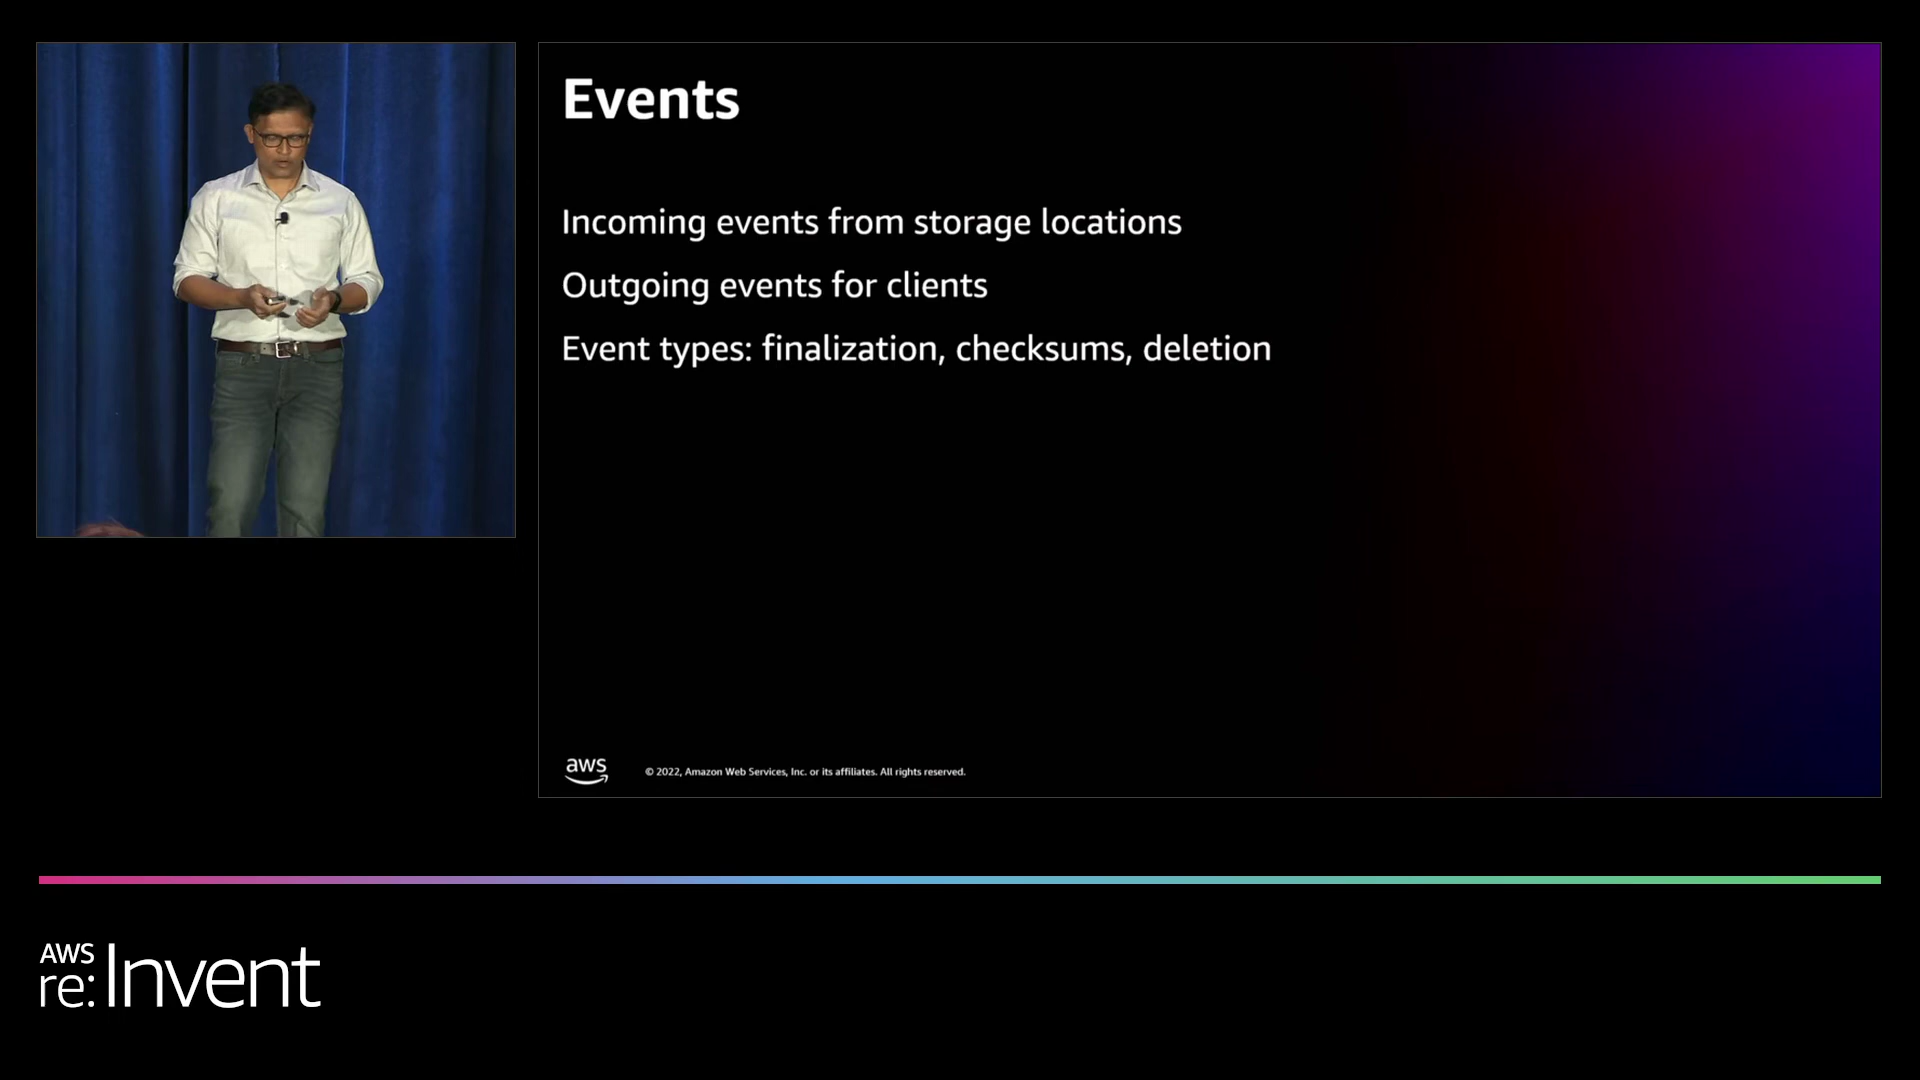 Events
Incoming events from storage locations
Outgoing events for clients
Event types: finalization, checksums, deletion
aws
© 2022, Amazon Web Services, Inc. or its affiliates. All rights reserved.
AWS
re:Invent